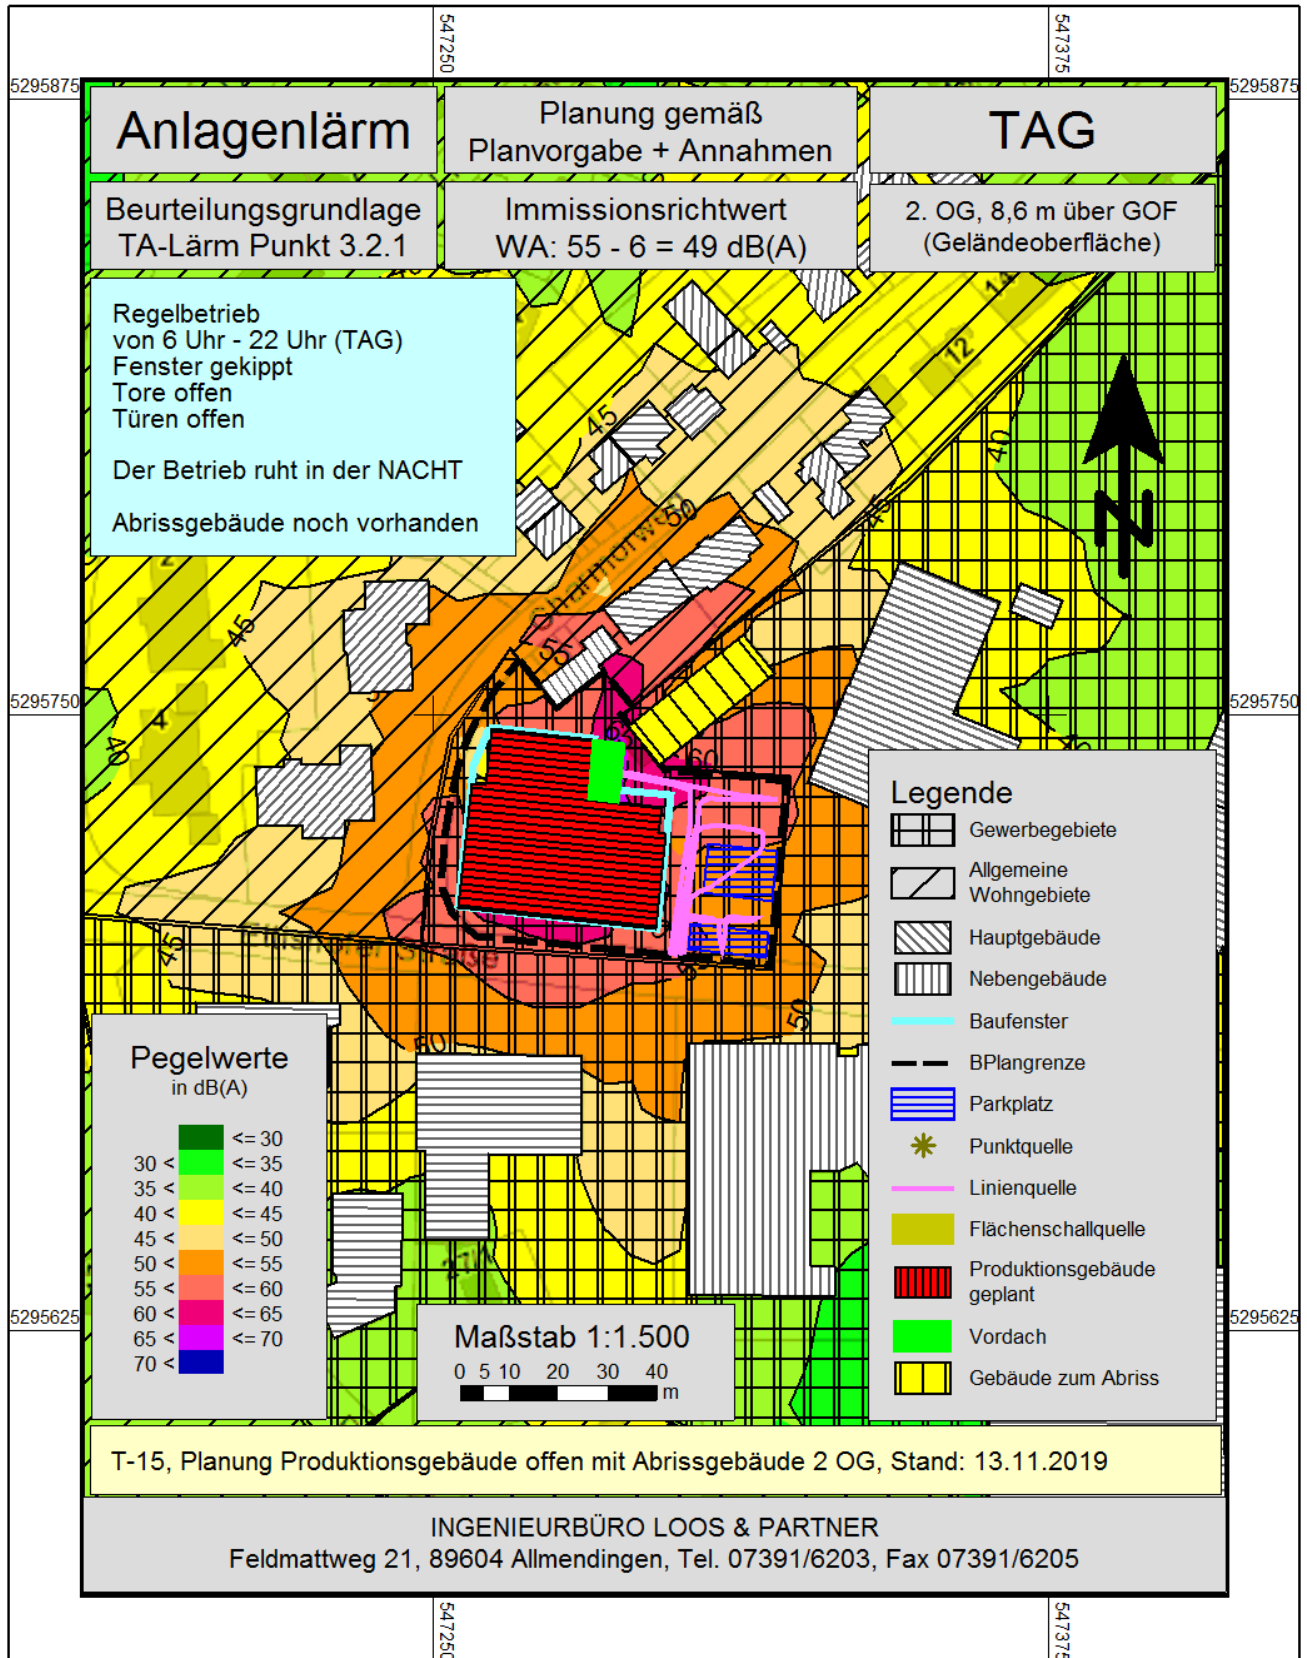 547250
547375
5295875
5295875
Anlagenlärm
Planung gemäß
Planvorgabe + Annahmen
TAG
Beurteilungsgrundlage
TA-Lärm Punkt 3.2.1
Immissionsrichtwert
WA: 55 - 6 = 49 dB(A)
2. OG, 8,6 m über GOF
(Geländeoberfläche)
Regelbetrieb
von 6 Uhr - 22 Uhr (TAG)
Fenster gekippt
Tore offen
Türen offen
Der Betrieb ruht in der NACHT
Abrissgebäude noch vorhanden
14
12
45
40
N
50
45
2
45
55
5295750
5295750
4
40
60
45
50
50
27/1
Legende
Gewerbegebiete
Allgemeine
Wohngebiete
Hauptgebäude
Nebengebäude
Baufenster
BPlangrenze
Parkplatz
Punktquelle
Linienquelle
Flächenschallquelle
Produktionsgebäude
geplant
Vordach
Gebäude zum Abriss
Pegelwerte
in dB(A)
<= 30
30 < <= 35
35 < <= 40
40 < <= 45
45 < <= 50
50 < <= 55
55 < <= 60
60 < <= 65
65 < <= 70
70 <
5295625
5295625
Maßstab 1:1.500
0 5 10 20 30 40
m
T-15, Planung Produktionsgebäude offen mit Abrissgebäude 2 OG, Stand: 13.11.2019
INGENIEURBÜRO LOOS & PARTNER
Feldmattweg 21, 89604 Allmendingen, Tel. 07391/6203, Fax 07391/6205
547250
547375